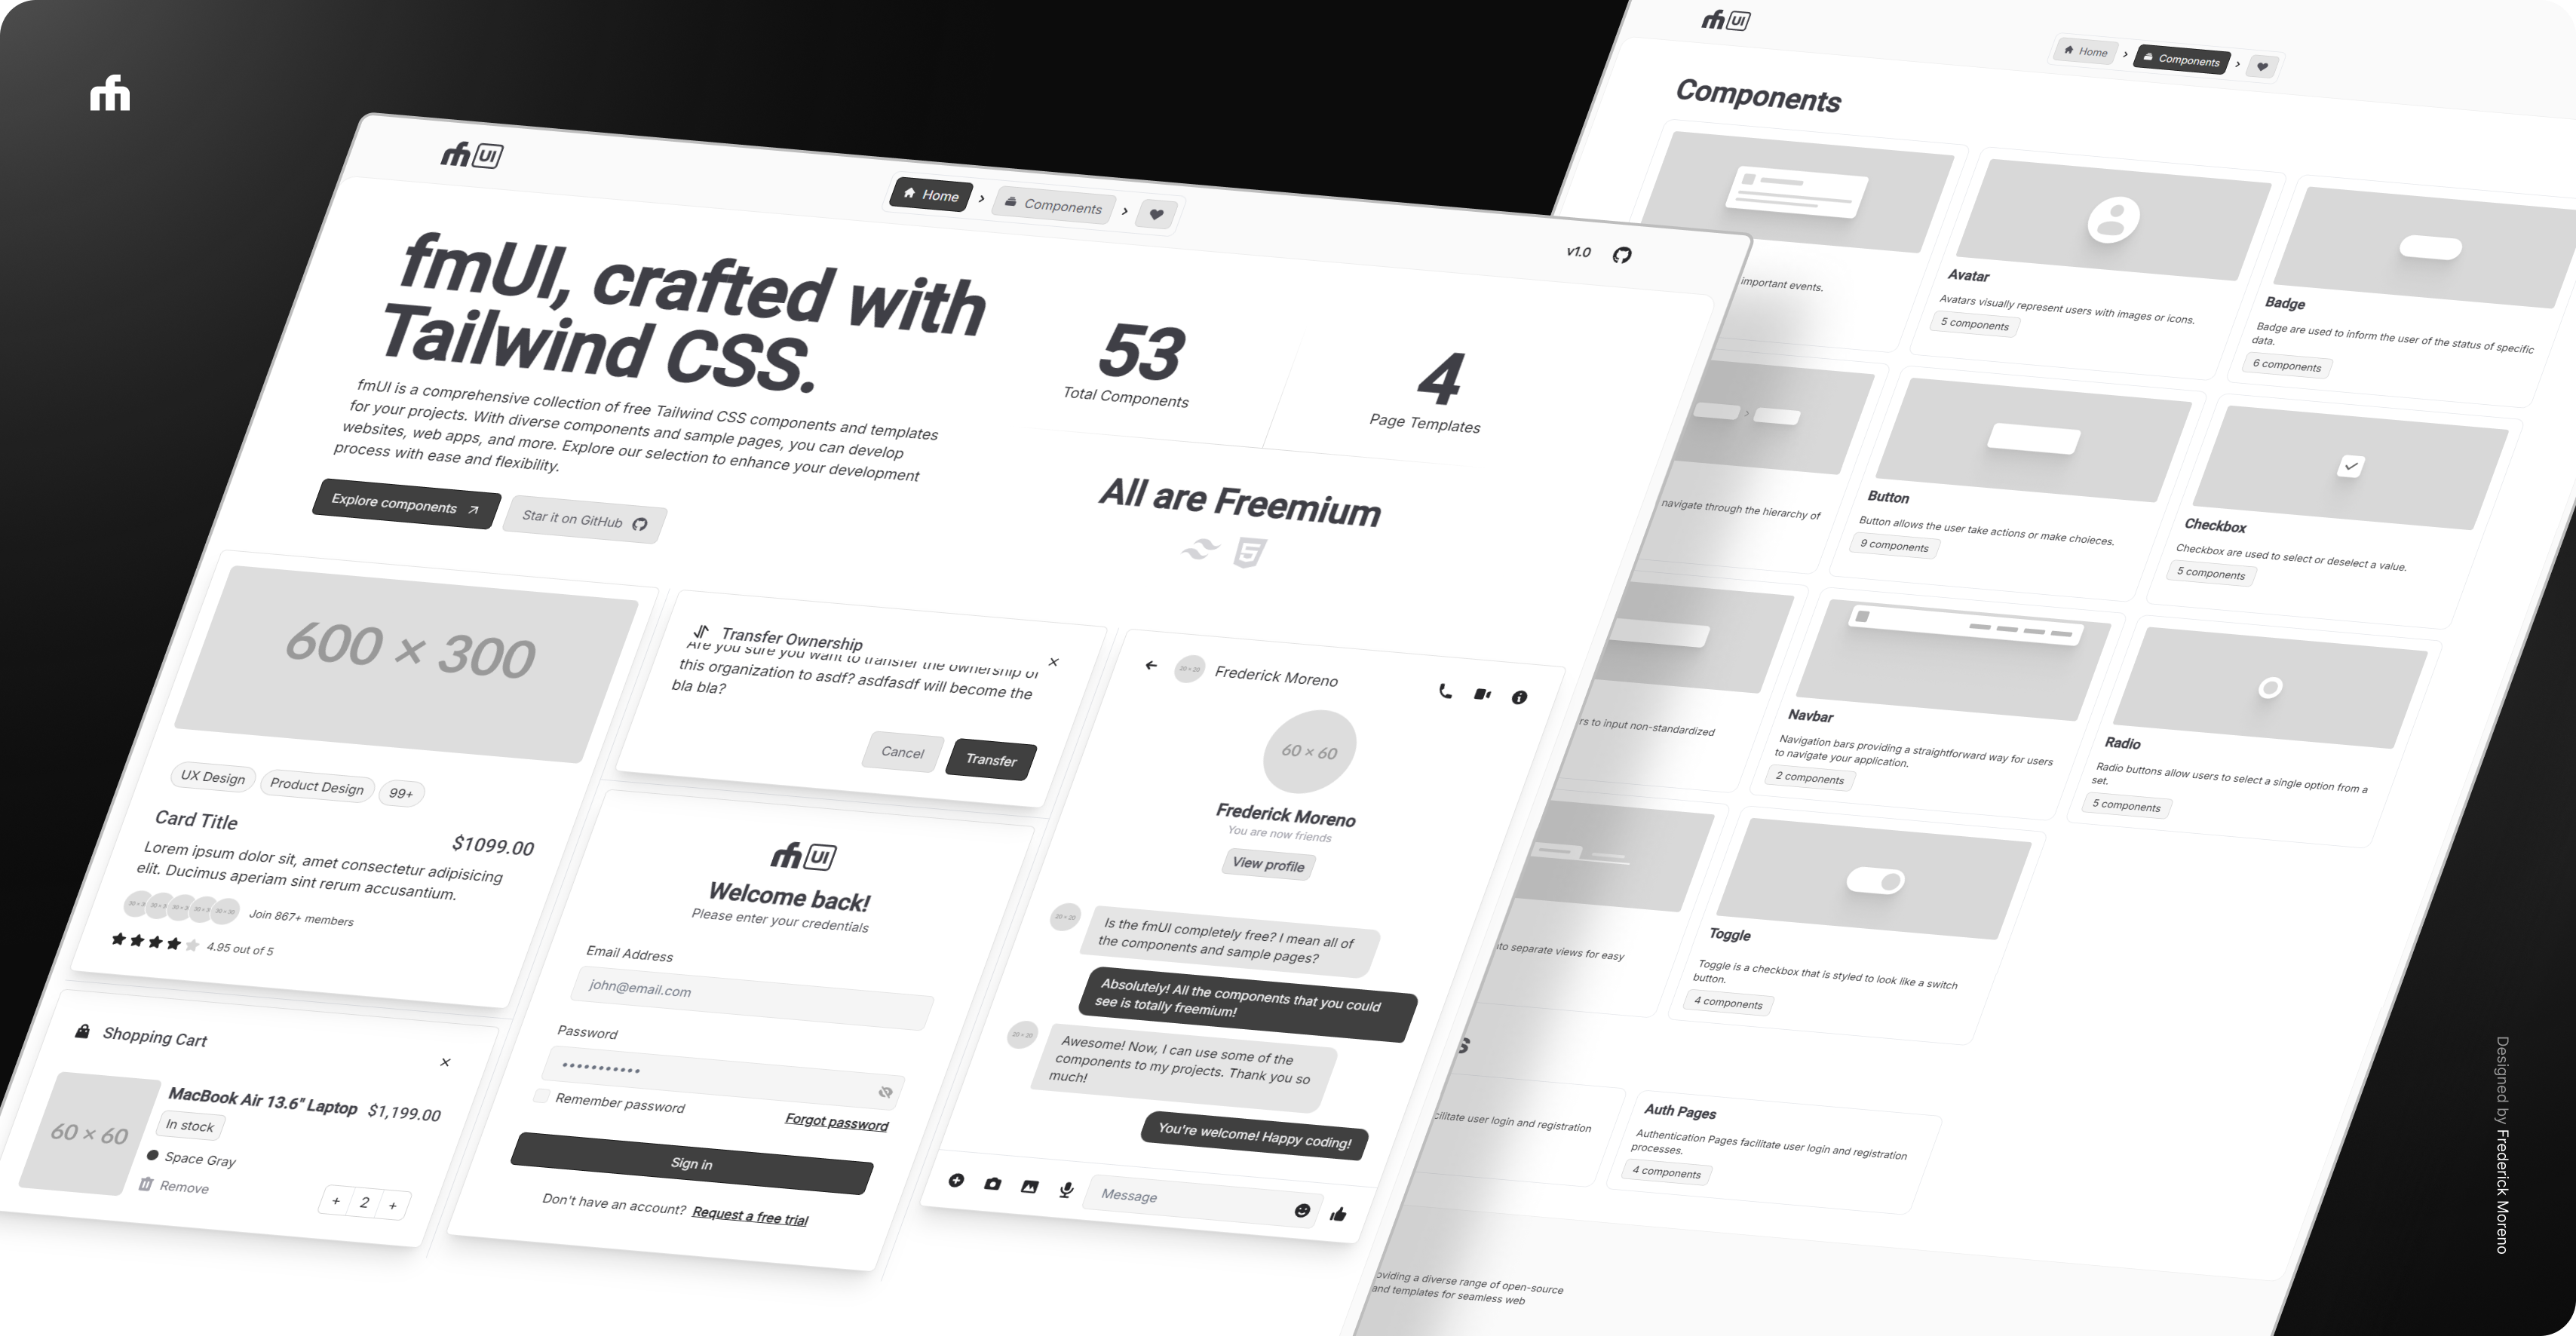 UI
Home
Components
v1.0
fmUI, crafted with
Tailwind CSS.
fmUI is a comprehensive collection of free Tailwind CSS components and templates
for your projects. With diverse components and sample pages, you can develop
websites, web apps, and more. Explore our selection to enhance your development
process with ease and flexibility.
Explore components
Star it on GitHub
53
Total Components
4
Page Templates
All are Freemium
600 × 300
UX Design
Product Design
99+
Card Title
$1099.00
Lorem ipsum dolor sit, amet consectetur adipisicing
elit. Ducimus aperiam sint rerum accusantium.
Join 867+ members
4.95 out of 5
Shopping Cart
60 × 60
MacBook Air 13.6" Laptop
$1,199.00
In stock
Space Gray
Remove
+ 2 +
Transfer Ownership
Are you sure you want to transfer the ownership of
this organization to asdf? asdfasdf will become the
bla bla?
Cancel
Transfer
UI
Welcome back!
Please enter your credentials
Email Address
john@email.com
Password
Remember password
Forgot password
Sign in
Don't have an account? Request a free trial
Frederick Moreno
60 × 60
Frederick Moreno
You are now friends
View profile
Is the fmUI completely free? I mean all of
the components and sample pages?
Absolutely! All the components that you could
see is totally freemium!
Awesome! Now, I can use some of the
components to my projects. Thank you so
much!
You're welcome! Happy coding!
Message
UI
Home
Components
Components
important events.
Avatar
Avatars visually represent users with images or icons.
5 components
Badge
Badge are used to inform the user of the status of specific
data.
6 components
navigate through the hierarchy of
Button
Button allows the user take actions or make choieces.
9 components
Checkbox
Checkbox are used to select or deselect a value.
5 components
to input non-standardized
Navbar
Navigation bars providing a straightforward way for users
to navigate your application.
2 components
Radio
Radio buttons allow users to select a single option from a
set.
5 components
separate views for easy
Toggle
Toggle is a checkbox that is styled to look like a switch
button.
4 components
user login and registration
Auth Pages
Authentication Pages facilitate user login and registration
processes.
4 components
a diverse range of open-source
and templates for seamless web
Designed by Frederick Moreno